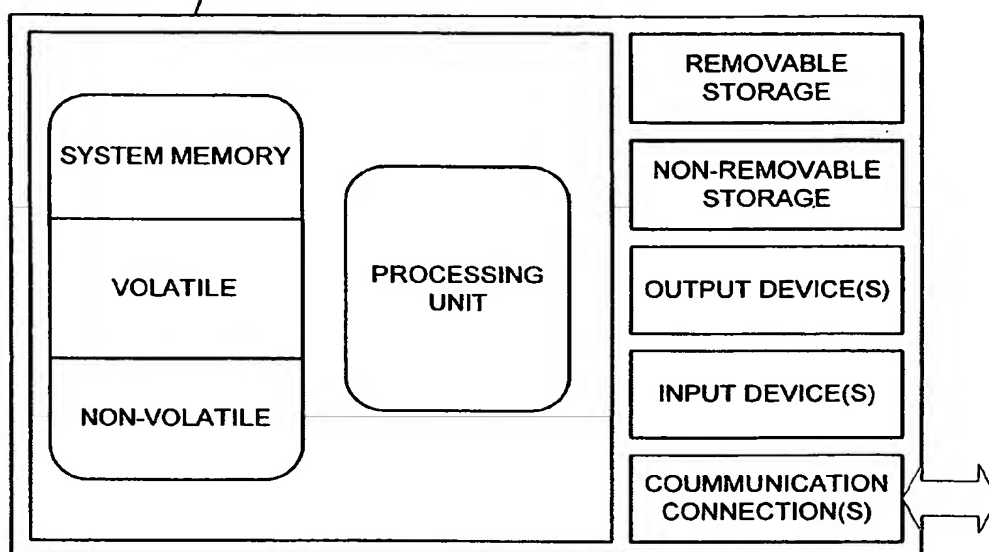 SYSTEM MEMORY
VOLATILE
NON-VOLATILE
PROCESSING
UNIT
REMOVABLE
STORAGE
NON-REMOVABLE
STORAGE
OUTPUT DEVICE(S)
INPUT DEVICE(S)
COUMMUNICATION
CONNECTION(S)